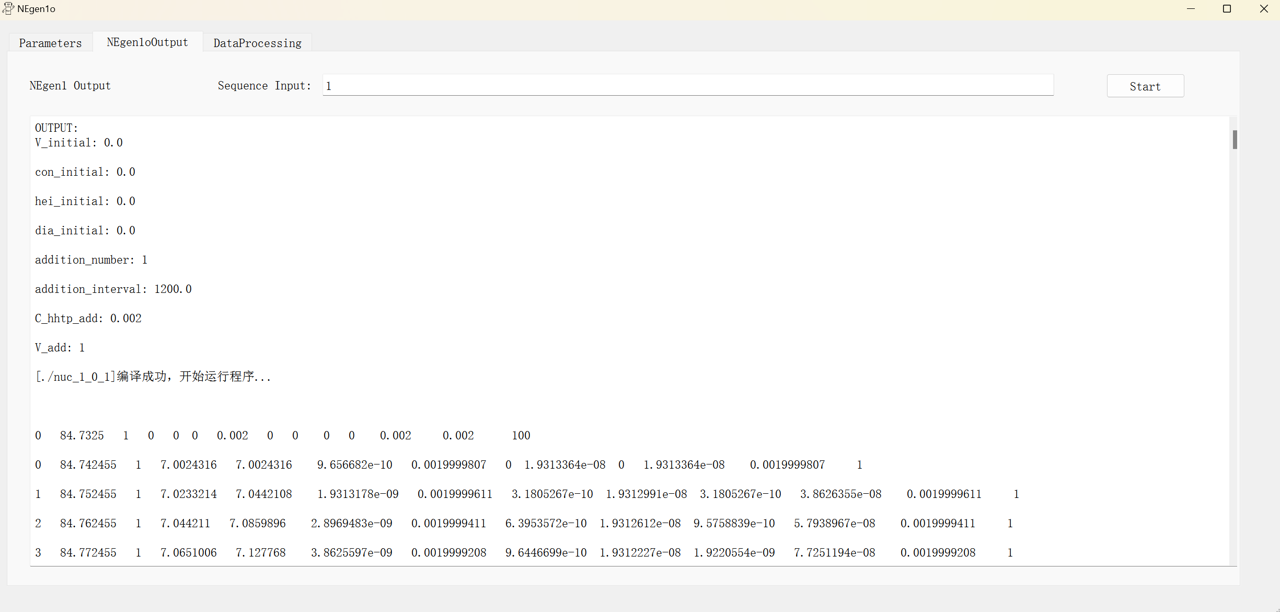 NEgen1o
Parameters NEgen1oOutput DataProcessing
NEgen1 Output Sequence Input: 1 Start
OUTPUT:
V_initial: 0.0
con_initial: 0.0
hei_initial: 0.0
dia_initial: 0.0
addition_number: 1
addition_interval: 1200.0
C_hhtp_add: 0.002
V_add: 1
[./nuc_1_0_1]编译成功，开始运行程序...
0 84.7325 1 0 0 0 0.002 0 0 0 0 0.002 0.002 100
0 84.742455 1 7.0024316 7.0024316 9.656682e-10 0.0019999807 0 1.9313364e-08 0 1.9313364e-08 0.0019999807 1
1 84.752455 1 7.0233214 7.0442108 1.9313178e-09 0.0019999611 3.1805267e-10 1.9312991e-08 3.1805267e-10 3.8626355e-08 0.0019999611 1
2 84.762455 1 7.044211 7.0859896 2.8969483e-09 0.0019999411 6.3953572e-10 1.9312612e-08 9.5758839e-10 5.7938967e-08 0.0019999411 1
3 84.772455 1 7.0651006 7.127768 3.8625597e-09 0.0019999208 9.6446699e-10 1.9312227e-08 1.9220554e-09 7.7251194e-08 0.0019999208 1